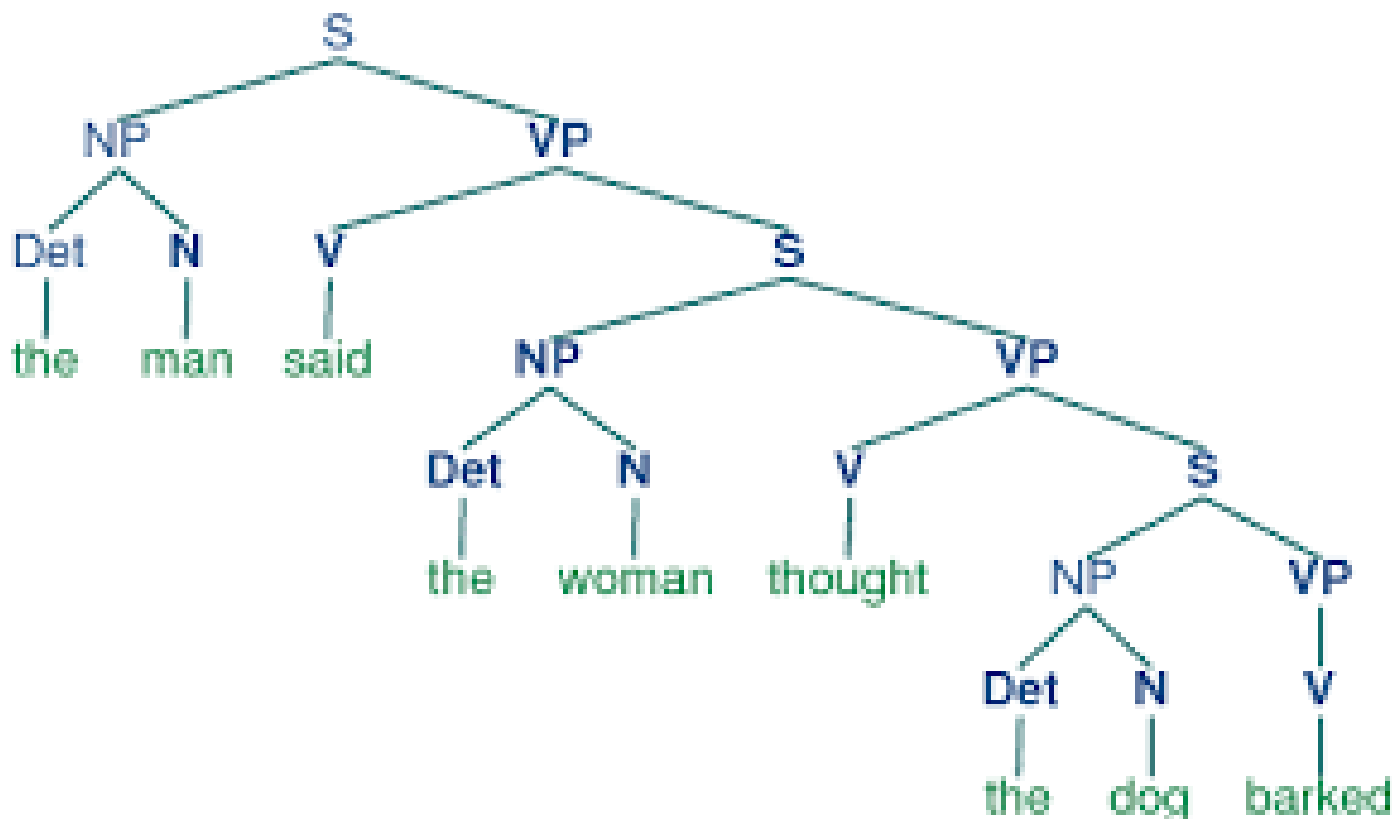 S
NP VP
Det N V S
the man said NP VP
Det N V S
the woman thought NP VP
Det N V
the dog barked